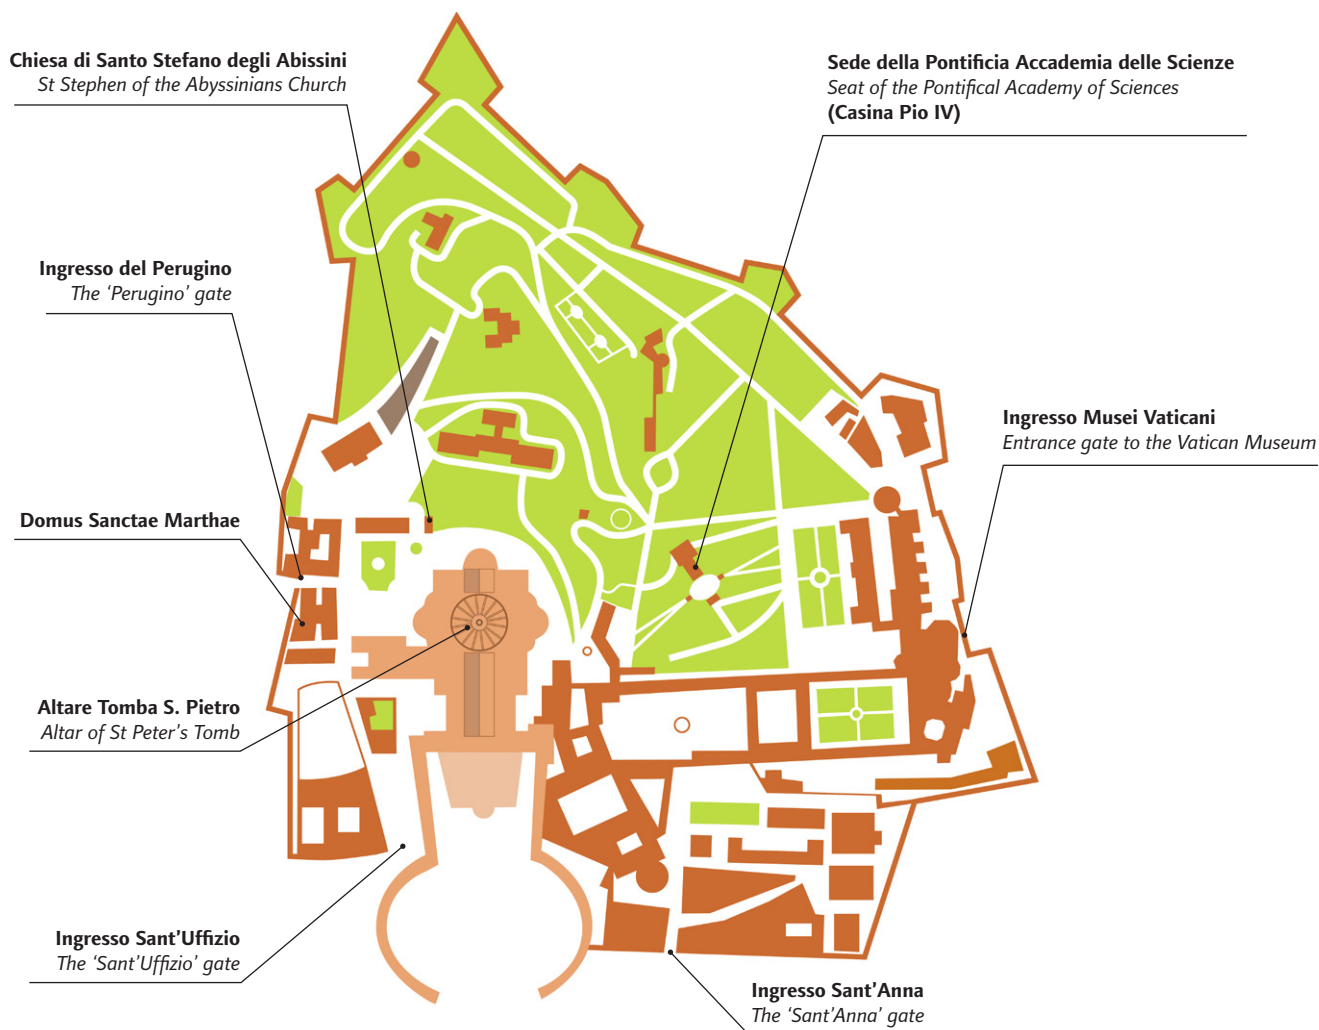 Chiesa di Santo Stefano degli Abissini
St Stephen of the Abyssinians Church
Sede della Pontificia Accademia delle Scienze
Seat of the Pontifical Academy of Sciences
(Casina Pio IV)
Ingresso del Perugino
The ‘Perugino’ gate
Ingresso Musei Vaticani
Entrance gate to the Vatican Museum
Domus Sanctae Marthae
Altare Tomba S. Pietro
Altar of St Peter’s Tomb
Ingresso Sant’Uffizio
The ‘Sant’Uffizio’ gate
Ingresso Sant’Anna
The ‘Sant’Anna’ gate